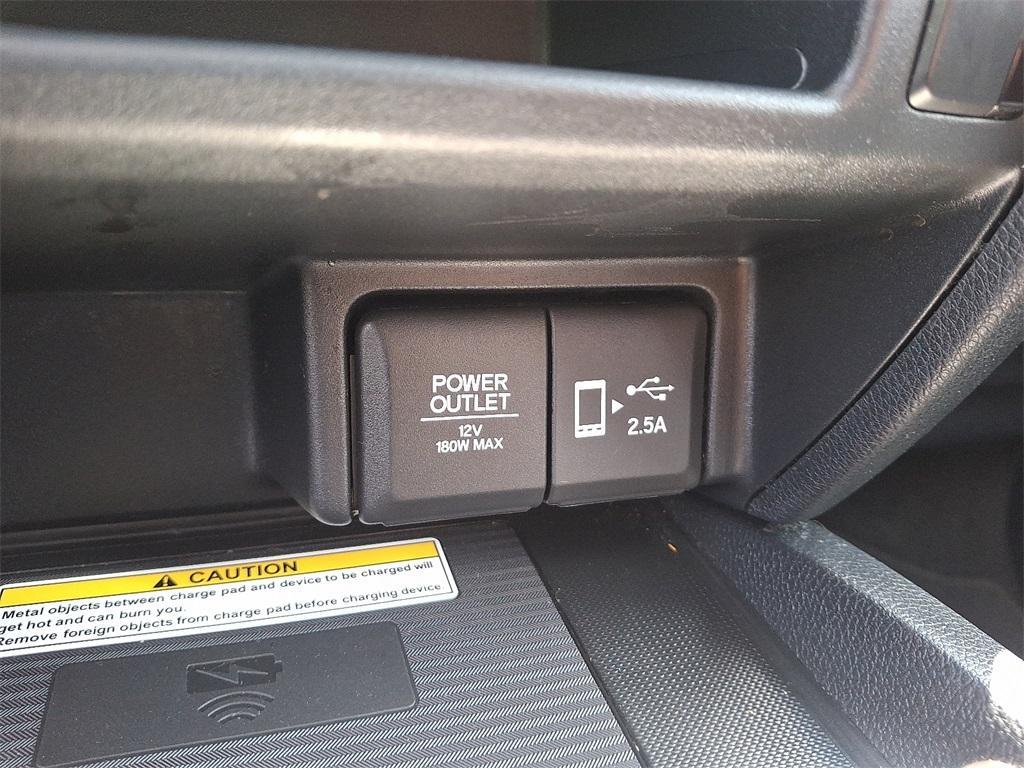 POWER
OUTLET
12V
180W MAX
2.5A
CAUTION
Metal objects between charge pad and device to be charged will
get hot and can burn you.
Remove foreign objects from charge pad before charging device.